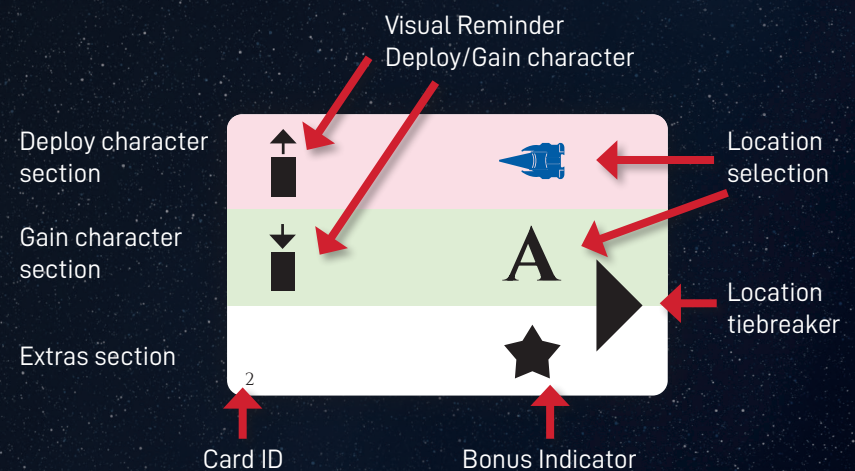 Visual Reminder
Deploy/Gain character
Deploy character
section
Location
selection
Gain character
section
A
Location
tiebreaker
Extras section
2
Card ID
Bonus Indicator